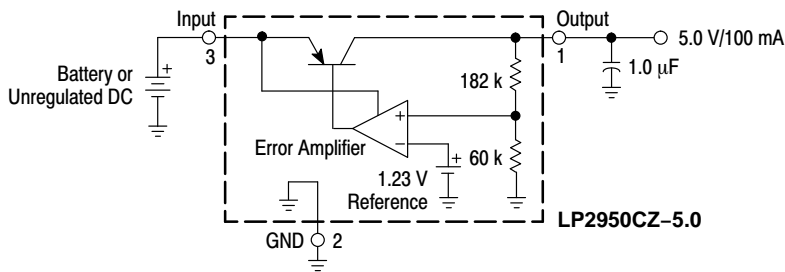 Input
Output
3
1
5.0 V/100 mA
1.0 μF
Battery or
Unregulated DC
+
182 k
+
Error Amplifier
–
60 k
+
1.23 V
Reference
LP2950CZ–5.0
GND 2